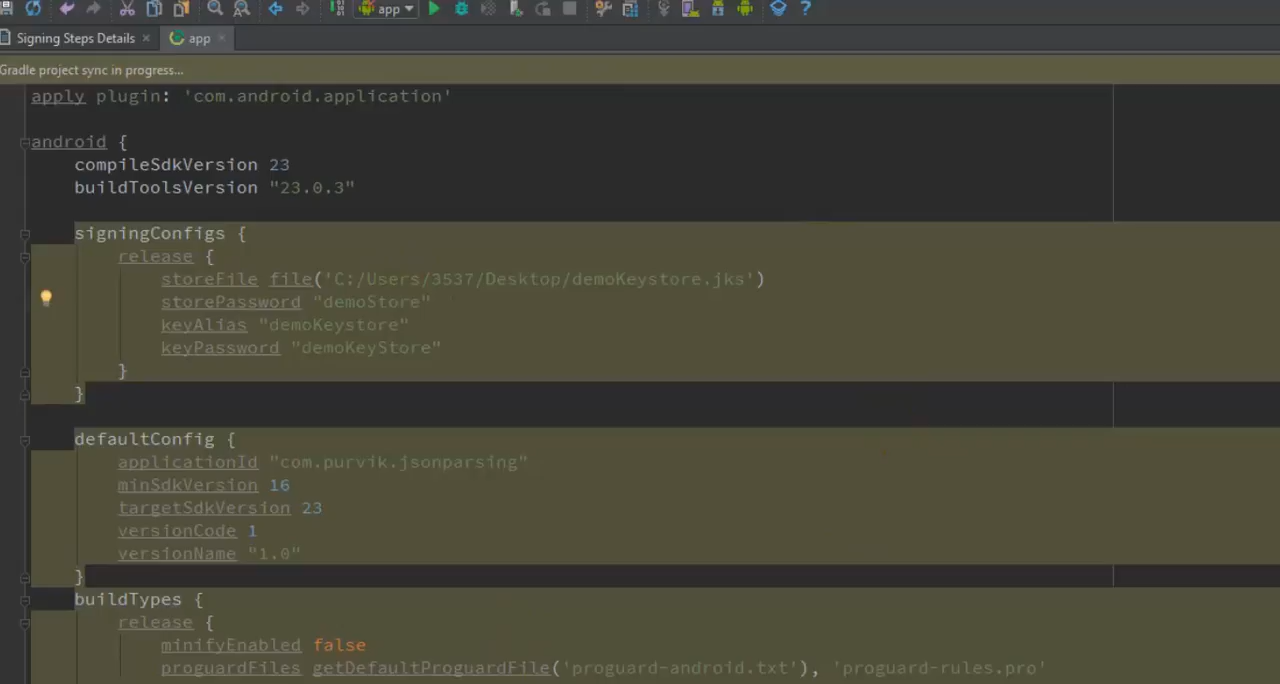 app
Signing Steps Details
app
Gradle project sync in progress...
apply plugin: 'com.android.application'
android {
    compileSdkVersion 23
    buildToolsVersion "23.0.3"
    signingConfigs {
        release {
            storeFile file('C:/Users/3537/Desktop/demoKeystore.jks')
            storePassword "demoStore"
            keyAlias "demoKeystore"
            keyPassword "demoKeyStore"
        }
    }
    defaultConfig {
        applicationId "com.purvik.jsonparsing"
        minSdkVersion 16
        targetSdkVersion 23
        versionCode 1
        versionName "1.0"
    }
    buildTypes {
        release {
            minifyEnabled false
            proguardFiles getDefaultProguardFile('proguard-android.txt'), 'proguard-rules.pro'